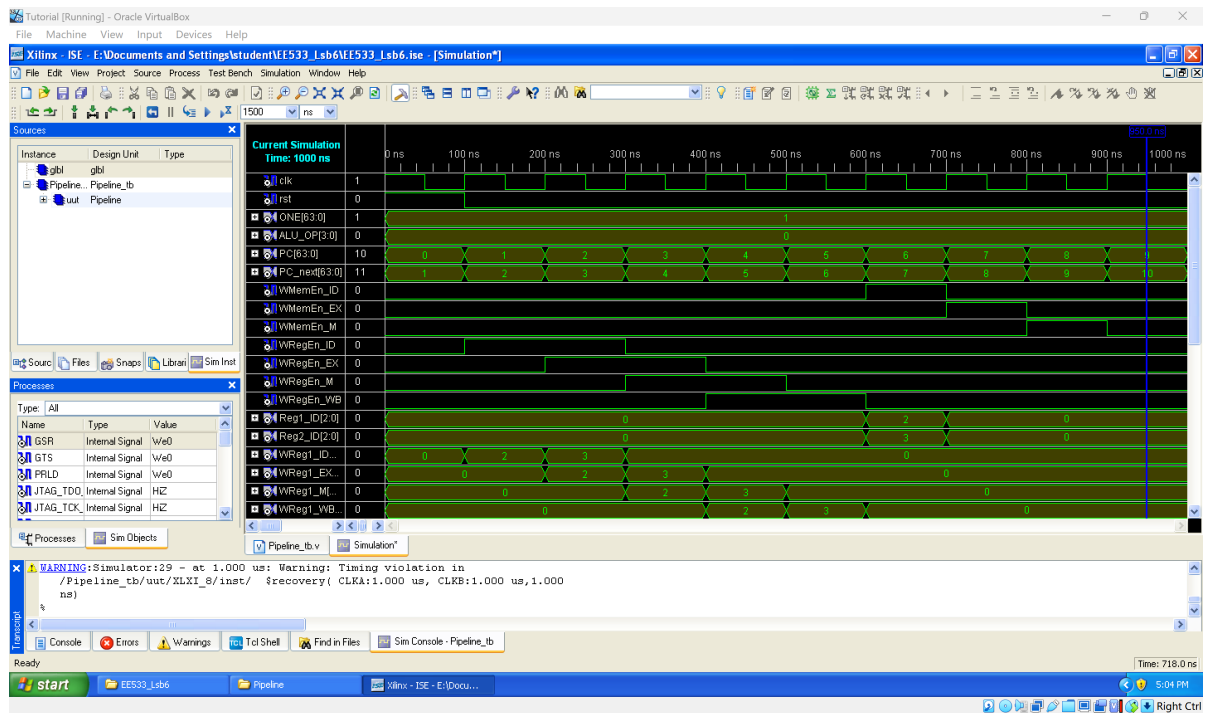 Tutorial [Running] - Oracle VirtualBox
File Machine View Input Devices Help
Xilinx - ISE - E:\Documents and Settings\student\EE533_Lsb6\EE533_Lsb6.ise - [Simulation*]
File Edit View Project Source Process Test Bench Simulation Window Help
1500 ns
Sources
Instance Design Unit Type
glbl glbl
Pipeline... Pipeline_tb
uut Pipeline
Sourc Files Snaps Librari Sim Inst
Processes
Type: All
Name Type Value
GSR Internal Signal We0
GTS Internal Signal We0
PRLD Internal Signal We0
JTAG_TDO_ Internal Signal HiZ
JTAG_TCK_ Internal Signal HiZ
Processes Sim Objects
Current Simulation
Time: 1000 ns
0 ns 100 ns 200 ns 300 ns 400 ns 500 ns 600 ns 700 ns 800 ns 900 ns 1000 ns
clk 1
rst 0
ONE[63:0] 1 1
ALU_OP[3:0] 0 0
PC[63:0] 10 0 1 2 3 4 5 6 7 8 9
PC_next[63:0] 11 1 2 3 4 5 6 7 8 9 10
WMemEn_ID 0
WMemEn_EX 0
WMemEn_M 0
WRegEn_ID 0
WRegEn_EX 0
WRegEn_M 0
WRegEn_WB 0
Reg1_ID[2:0] 0 0 2 0
Reg2_ID[2:0] 0 0 3 0
WReg1_ID... 0 0 2 3 0
WReg1_EX... 0 0 2 3 0
WReg1_M[... 0 0 2 3 0
WReg1_WB... 0 0 2 3 0
Pipeline_tb.v Simulation*
WARNING:Simulator:29 - at 1.000 us: Warning: Timing violation in
/Pipeline_tb/uut/XLXI_8/inst/ $recovery( CLKA:1.000 us, CLKB:1.000 us,1.000
ns)
%
Transcript
Console Errors Warnings Tcl Shell Find in Files Sim Console - Pipeline_tb
Ready
Time: 718.0 ns
start EE533_Lsb6 Pipeline Xilinx - ISE - E:\Docu... 5:04 PM
Right Ctrl